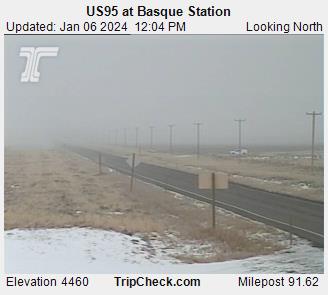 US95 at Basque Station
Updated: Jan 06 2024 12:04 PM Looking North
Elevation 4460 TripCheck.com Milepost 91.62